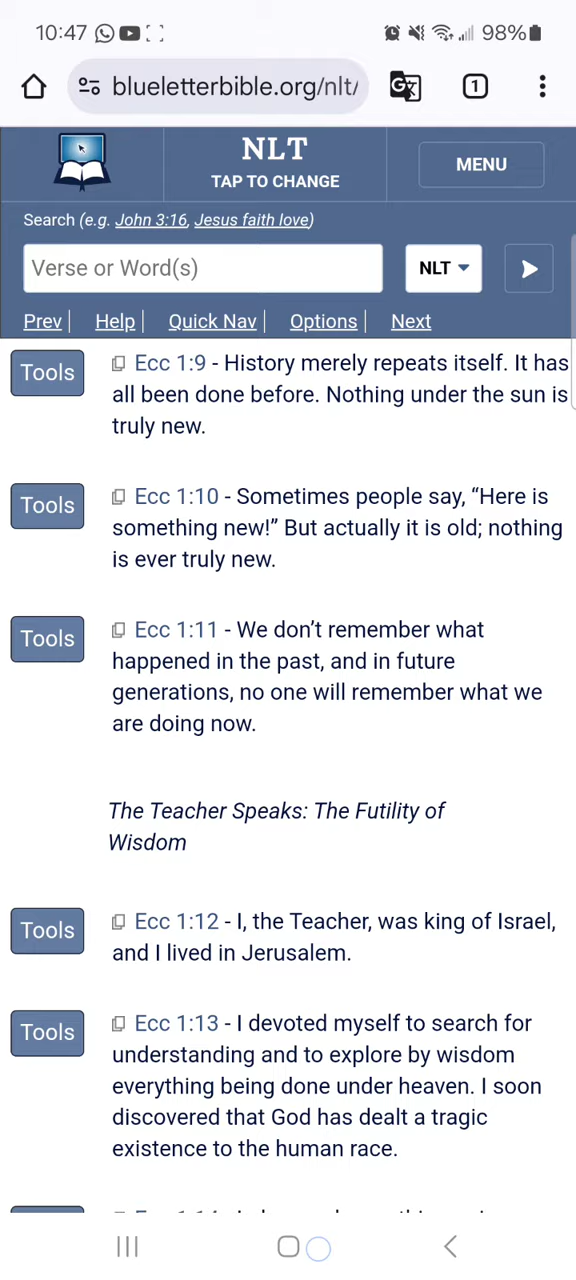 10:47 98%
blueletterbible.org/nlt/ 1
NLT
TAP TO CHANGE
MENU
Search (e.g. John 3:16, Jesus faith love)
Verse or Word(s) NLT
Prev | Help | Quick Nav | Options | Next
Tools Ecc 1:9 - History merely repeats itself. It has
all been done before. Nothing under the sun is
truly new.
Tools Ecc 1:10 - Sometimes people say, “Here is
something new!” But actually it is old; nothing
is ever truly new.
Tools Ecc 1:11 - We don’t remember what
happened in the past, and in future
generations, no one will remember what we
are doing now.
The Teacher Speaks: The Futility of
Wisdom
Tools Ecc 1:12 - I, the Teacher, was king of Israel,
and I lived in Jerusalem.
Tools Ecc 1:13 - I devoted myself to search for
understanding and to explore by wisdom
everything being done under heaven. I soon
discovered that God has dealt a tragic
existence to the human race.